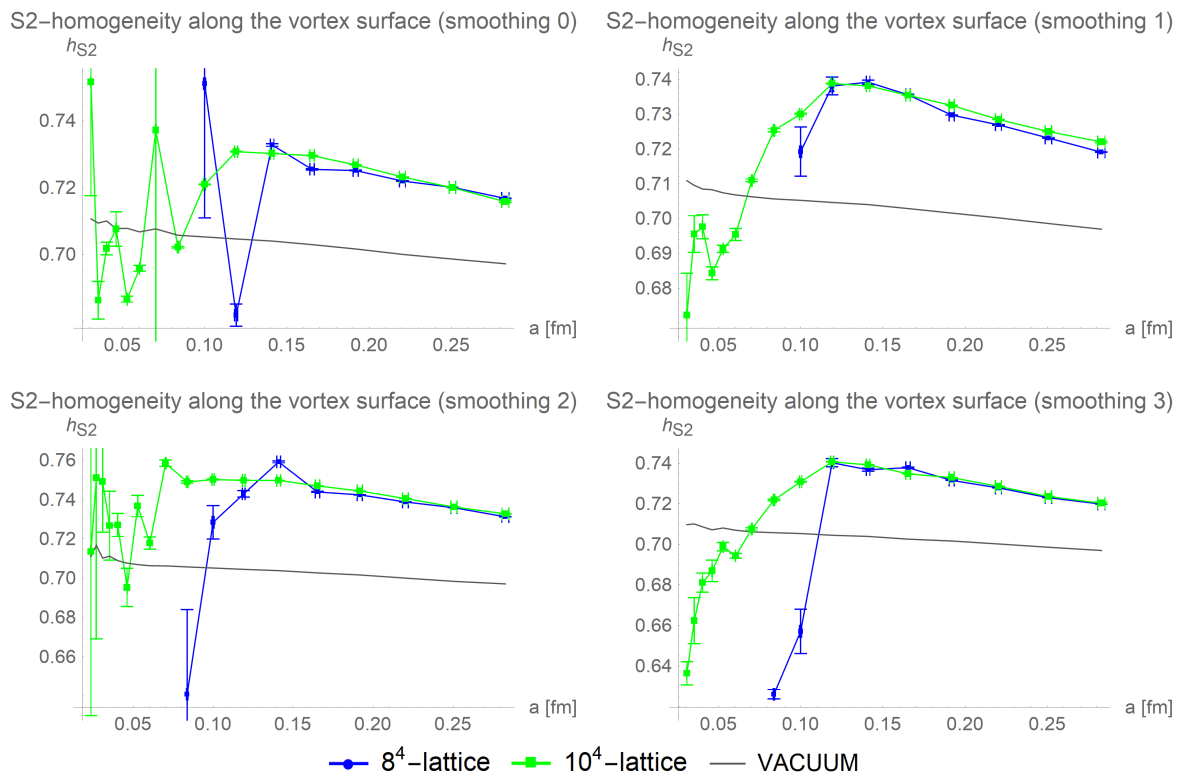 S2−homogeneity along the vortex surface (smoothing 0)
hS2
0.74
0.72
0.70
0.05 0.10 0.15 0.20 0.25
a [fm]
S2−homogeneity along the vortex surface (smoothing 1)
hS2
0.74
0.73
0.72
0.71
0.70
0.69
0.68
0.05 0.10 0.15 0.20 0.25
a [fm]
S2−homogeneity along the vortex surface (smoothing 2)
hS2
0.76
0.74
0.72
0.70
0.68
0.66
0.05 0.10 0.15 0.20 0.25
a [fm]
S2−homogeneity along the vortex surface (smoothing 3)
hS2
0.74
0.72
0.70
0.68
0.66
0.64
0.05 0.10 0.15 0.20 0.25
a [fm]
8⁴−lattice 10⁴−lattice VACUUM